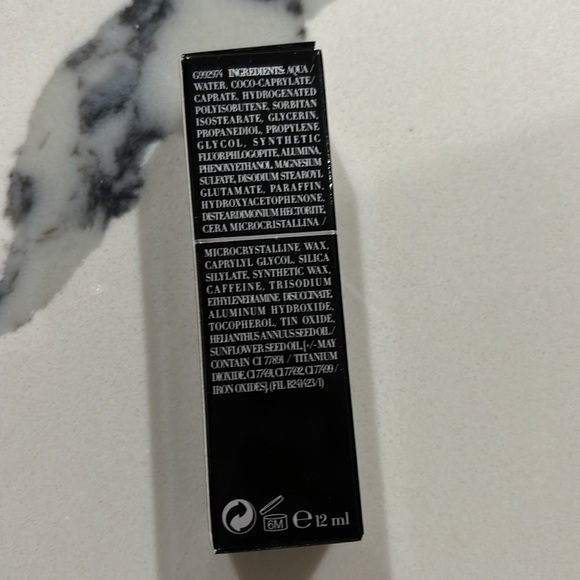 G992974 INGREDIENTS: AQUA /
WATER, COCO-CAPRYLATE/
CAPRATE, HYDROGENATED
POLYISOBUTENE, SORBITAN
ISOSTEARATE, GLYCERIN,
PROPANEDIOL, PROPYLENE
GLYCOL, SYNTHETIC
FLUORPHLOGOPITE, ALUMINA,
PHENOXYETHANOL, MAGNESIUM
SULFATE, DISODIUM STEAROYL
GLUTAMATE, PARAFFIN,
HYDROXYACETOPHENONE,
DISTEARDIMONIUM HECTORITE,
CERA MICROCRISTALLINA /
MICROCRYSTALLINE WAX,
CAPRYLYL GLYCOL, SILICA
SILYLATE, SYNTHETIC WAX,
CAFFEINE, TRISODIUM
ETHYLENEDIAMINE DISUCCINATE,
ALUMINUM HYDROXIDE,
TOCOPHEROL, TIN OXIDE,
HELIANTHUS ANNUUS SEED OIL /
SUNFLOWER SEED OIL, [+/- MAY
CONTAIN CI 77891 / TITANIUM
DIOXIDE, CI 77491, CI 77492, CI 77499 /
IRON OXIDES]. (FIL B241423/1)
6M e 12 ml